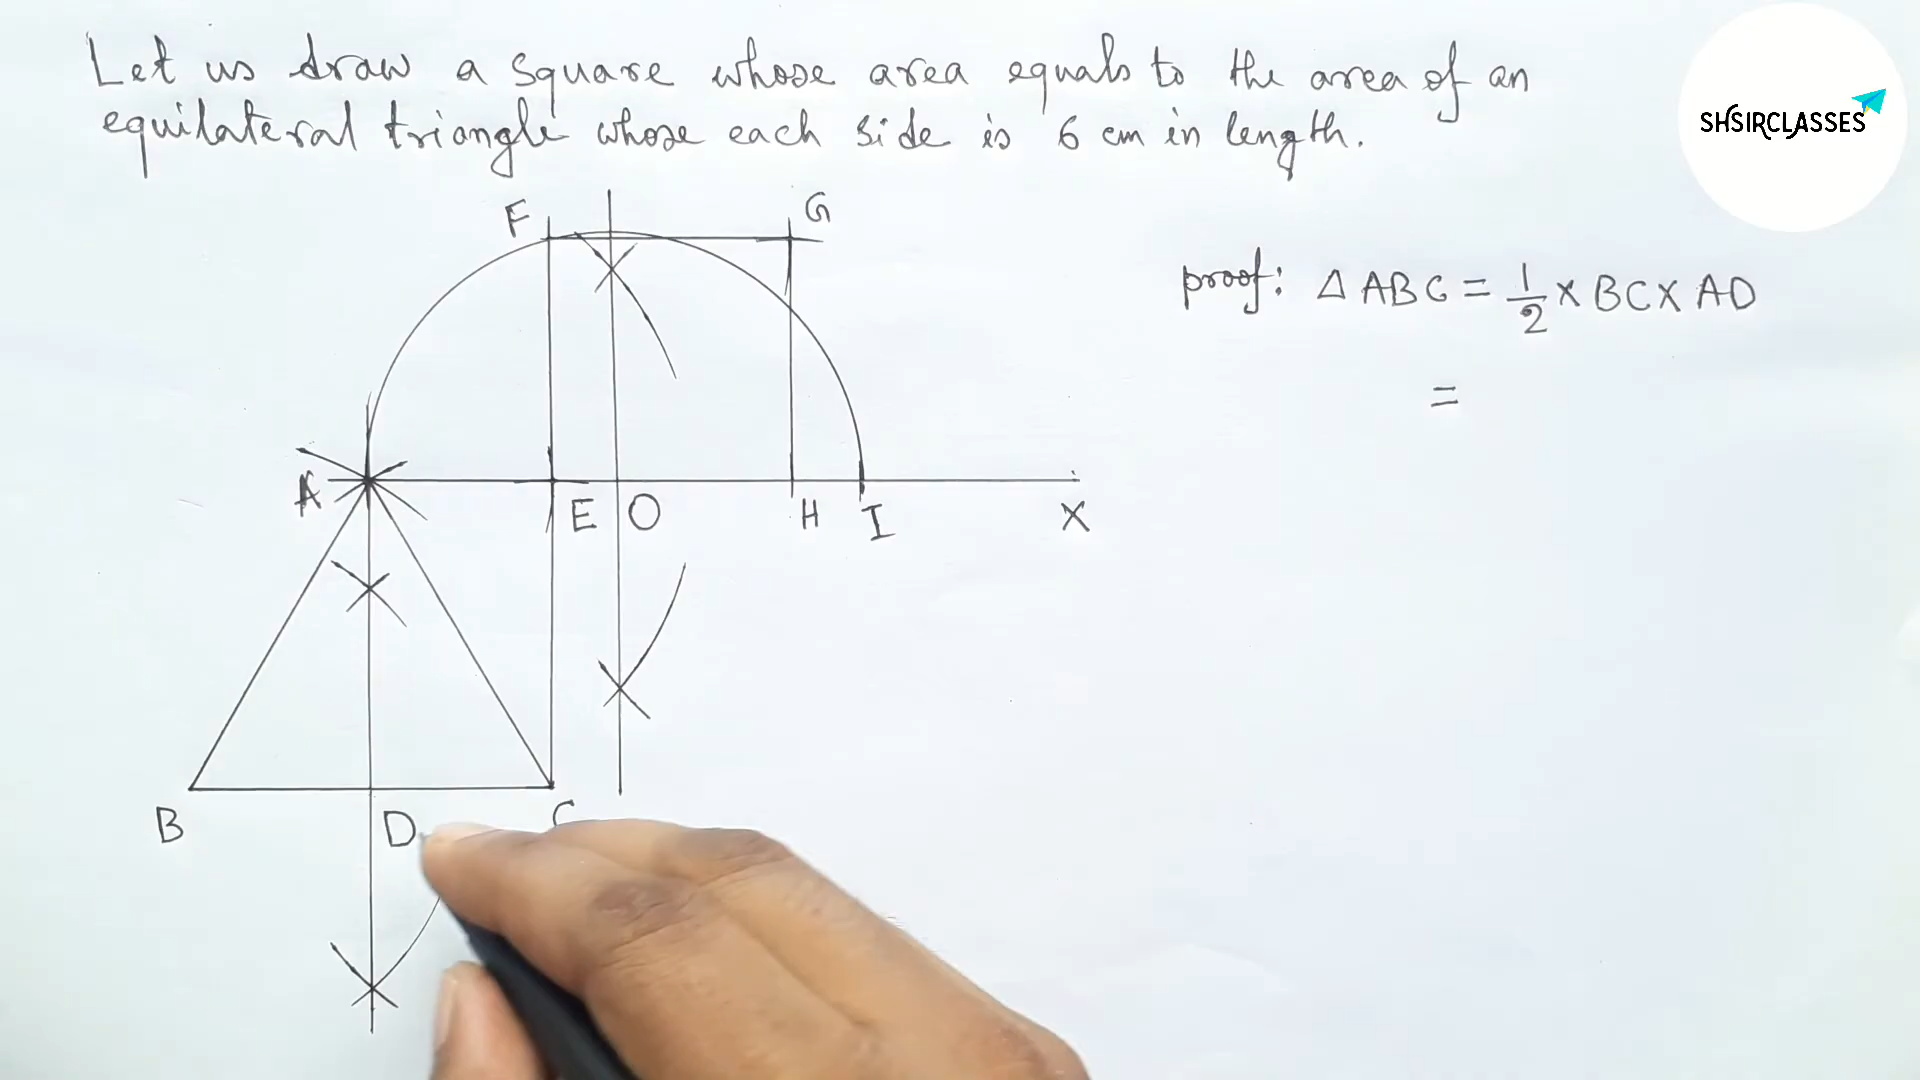 Let us draw a square whose area equals to the area of an
equilateral triangle whose each side is 6 cm in length.
SHSIRCLASSES
F G
proof: △ ABC = 1/2 × BC × AD
=
A E O H I X
B D C